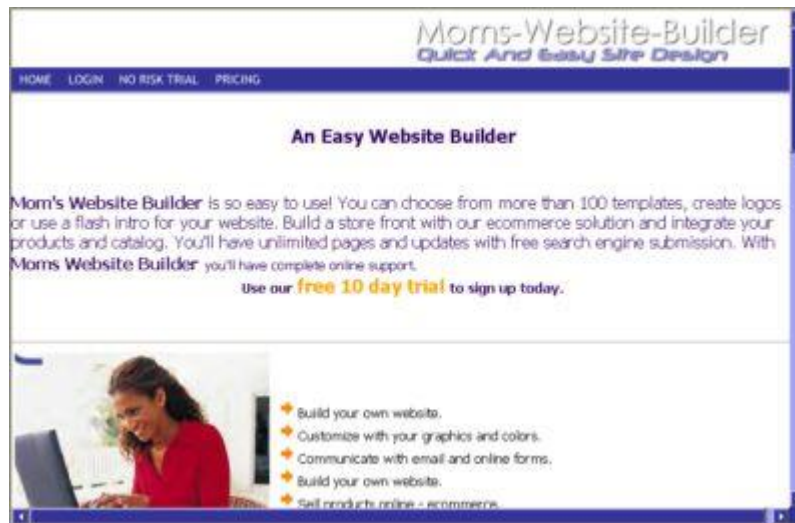 Moms-Website-Builder
Quick And Easy Site Design
HOME LOGIN NO RISK TRIAL PRICING
An Easy Website Builder
Mom's Website Builder is so easy to use! You can choose from more than 100 templates, create logos
or use a flash intro for your website. Build a store front with our ecommerce solution and integrate your
products and catalog. You'll have unlimited pages and updates with free search engine submission. With
Moms Website Builder you'll have complete online support.
Use our free 10 day trial to sign up today.
Build your own website.
Customize with your graphics and colors.
Communicate with email and online forms.
Build your own website.
Sell products online - ecommerce.